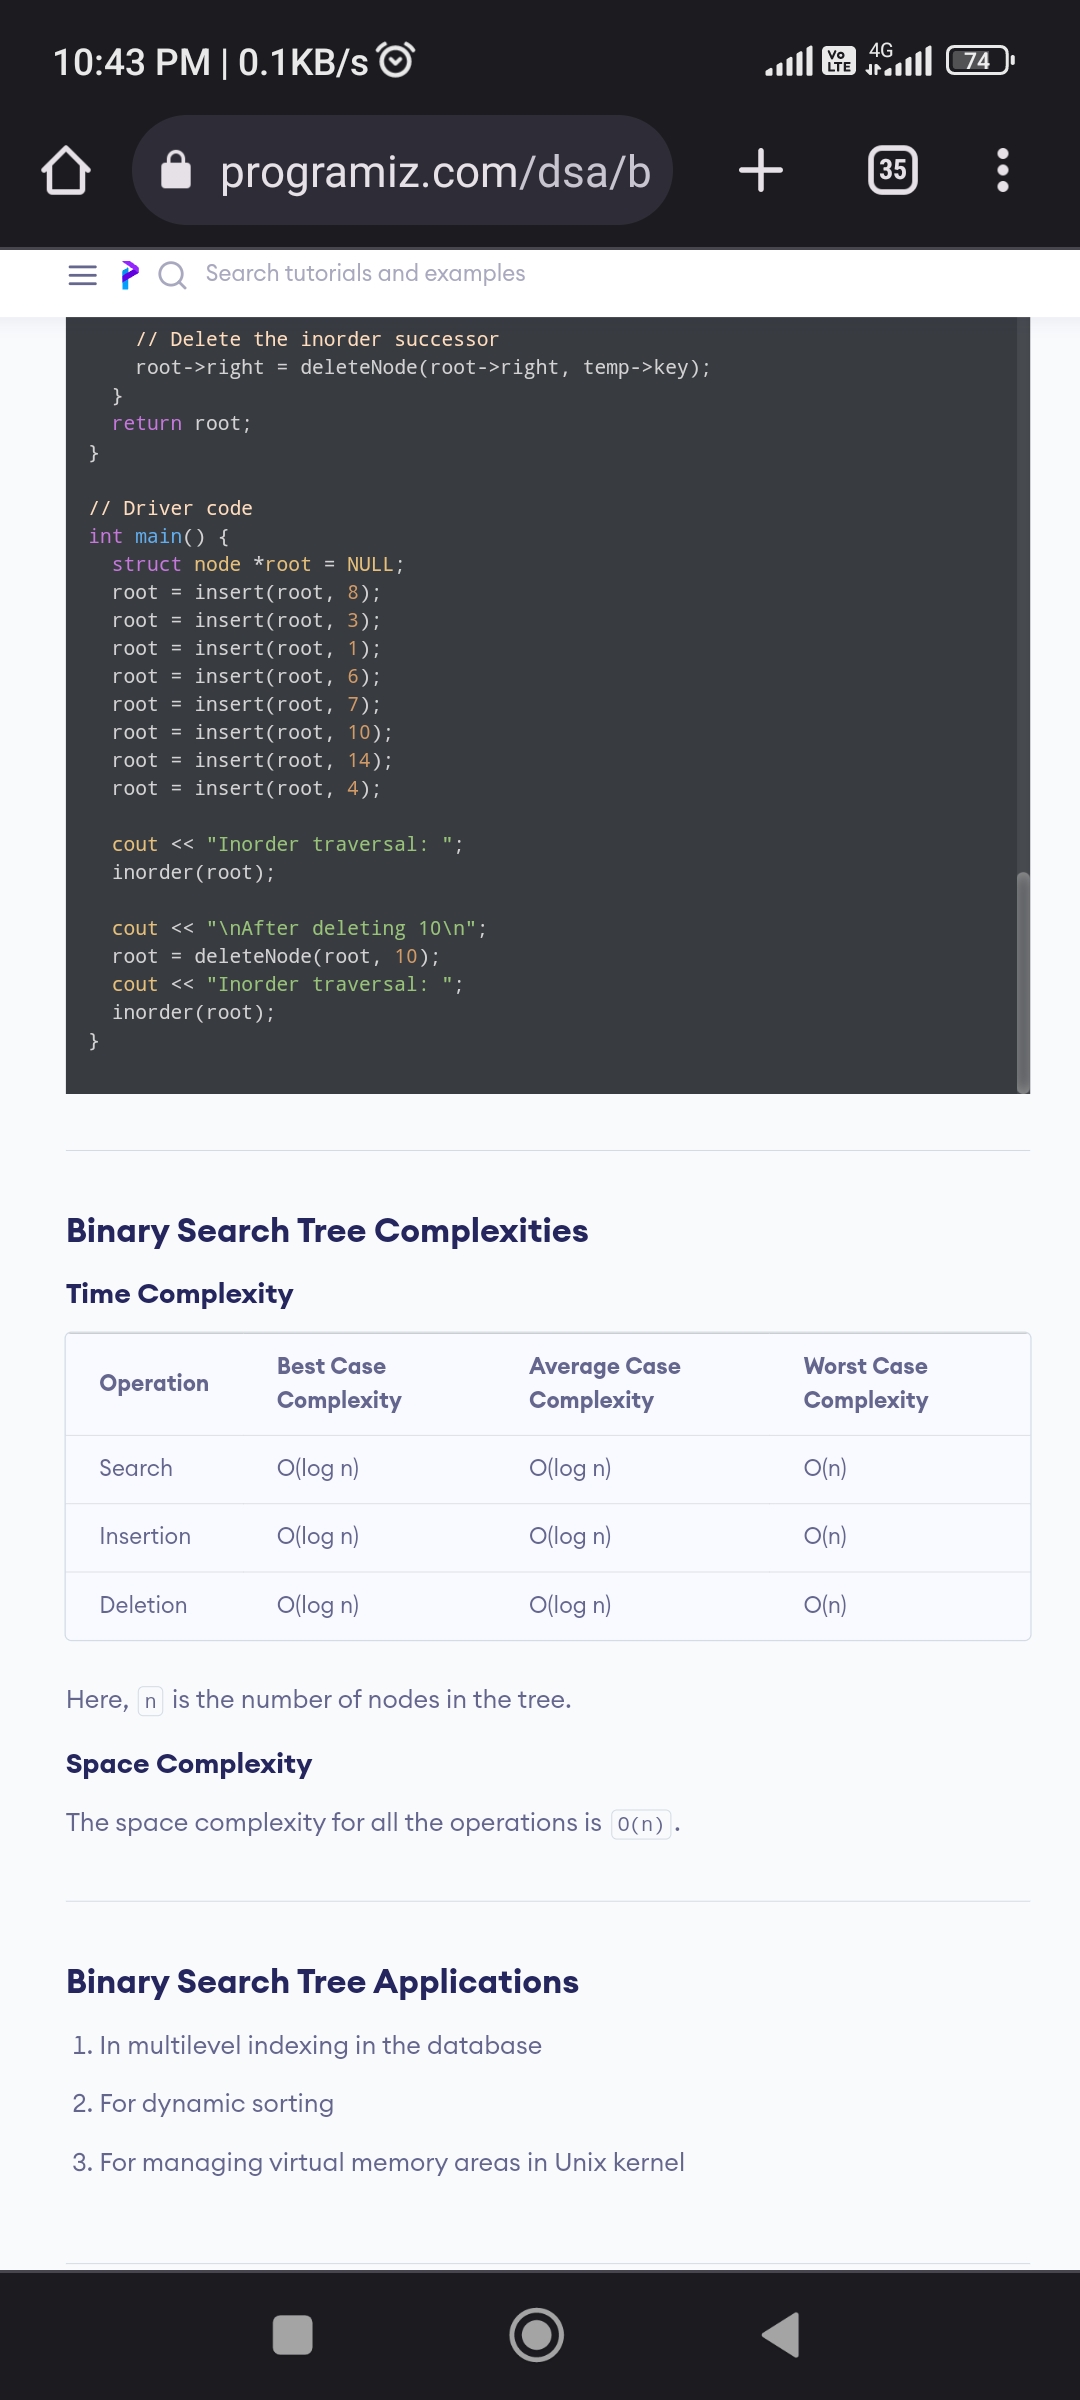 10:43 PM | 0.1KB/s
Vo LTE 4G 74
programiz.com/dsa/b
35
Search tutorials and examples
// Delete the inorder successor
root->right = deleteNode(root->right, temp->key);
}
return root;
}
// Driver code
int main() {
struct node *root = NULL;
root = insert(root, 8);
root = insert(root, 3);
root = insert(root, 1);
root = insert(root, 6);
root = insert(root, 7);
root = insert(root, 10);
root = insert(root, 14);
root = insert(root, 4);
cout << "Inorder traversal: ";
inorder(root);
cout << "\nAfter deleting 10\n";
root = deleteNode(root, 10);
cout << "Inorder traversal: ";
inorder(root);
}
Binary Search Tree Complexities
Time Complexity
Operation Best Case Complexity Average Case Complexity Worst Case Complexity
Search O(log n) O(log n) O(n)
Insertion O(log n) O(log n) O(n)
Deletion O(log n) O(log n) O(n)
Here, n is the number of nodes in the tree.
Space Complexity
The space complexity for all the operations is O(n).
Binary Search Tree Applications
1. In multilevel indexing in the database
2. For dynamic sorting
3. For managing virtual memory areas in Unix kernel